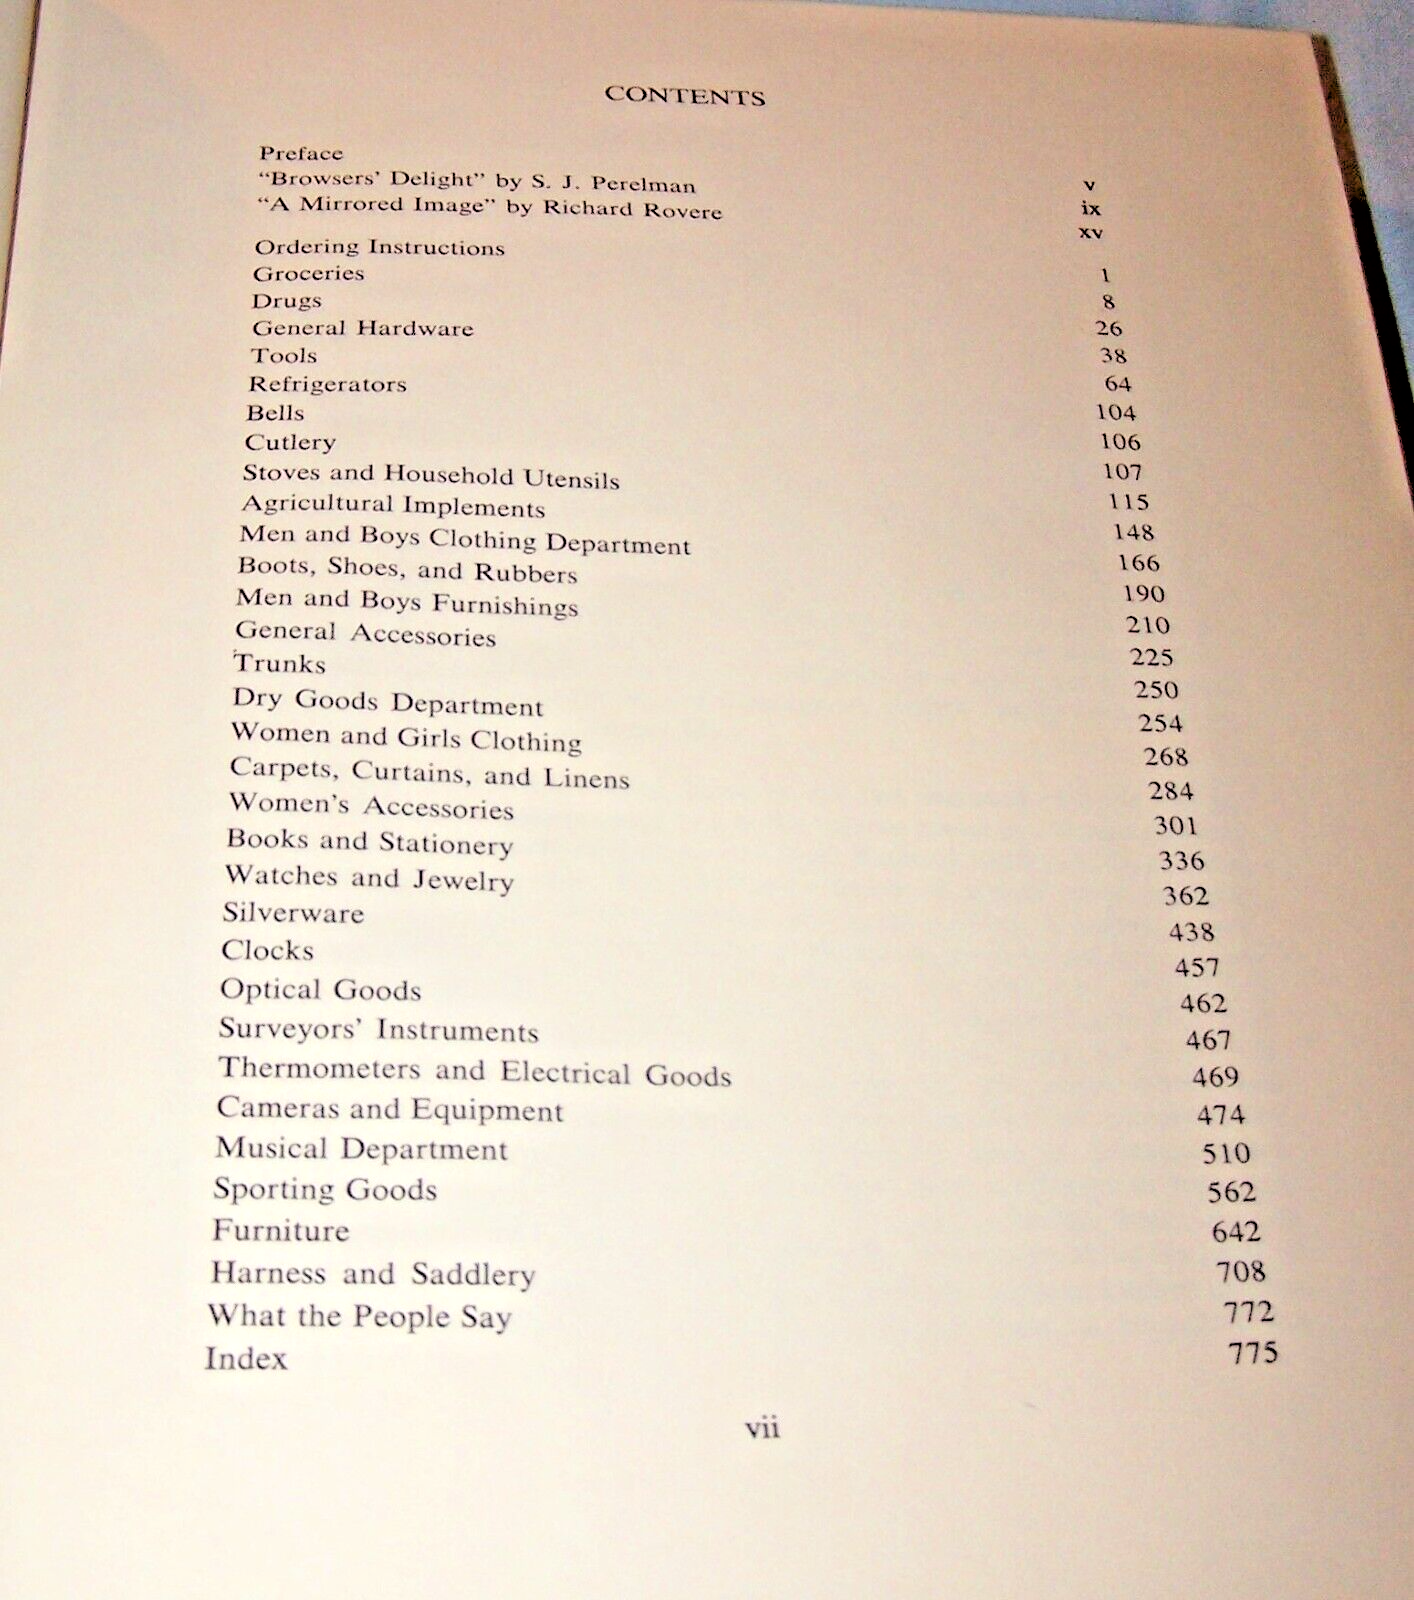 CONTENTS
Preface v
“Browsers’ Delight” by S. J. Perelman ix
“A Mirrored Image” by Richard Rovere xv
Ordering Instructions 1
Groceries 8
Drugs 26
General Hardware 38
Tools 64
Refrigerators 104
Bells 106
Cutlery 107
Stoves and Household Utensils 115
Agricultural Implements 148
Men and Boys Clothing Department 166
Boots, Shoes, and Rubbers 190
Men and Boys Furnishings 210
General Accessories 225
Trunks 250
Dry Goods Department 254
Women and Girls Clothing 268
Carpets, Curtains, and Linens 284
Women’s Accessories 301
Books and Stationery 336
Watches and Jewelry 362
Silverware 438
Clocks 457
Optical Goods 462
Surveyors’ Instruments 467
Thermometers and Electrical Goods 469
Cameras and Equipment 474
Musical Department 510
Sporting Goods 562
Furniture 642
Harness and Saddlery 708
What the People Say 772
Index 775
vii